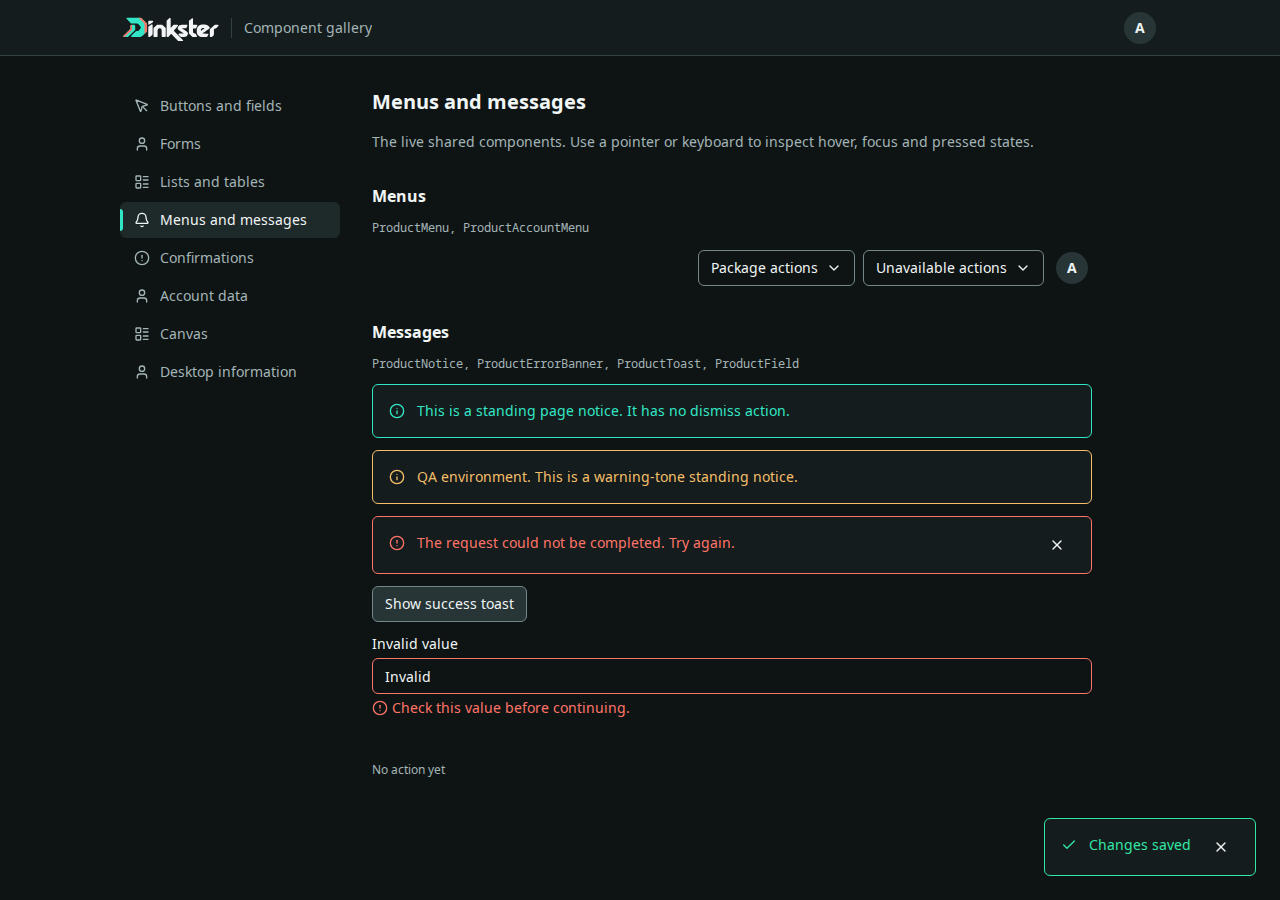 Dinkster
Component gallery
A
Buttons and fields
Forms
Lists and tables
Menus and messages
Confirmations
Account data
Canvas
Desktop information
Menus and messages
The live shared components. Use a pointer or keyboard to inspect hover, focus and pressed states.
Menus
ProductMenu, ProductAccountMenu
Package actions
Unavailable actions
A
Messages
ProductNotice, ProductErrorBanner, ProductToast, ProductField
This is a standing page notice. It has no dismiss action.
QA environment. This is a warning-tone standing notice.
The request could not be completed. Try again.
Show success toast
Invalid value
Invalid
Check this value before continuing.
No action yet
Changes saved